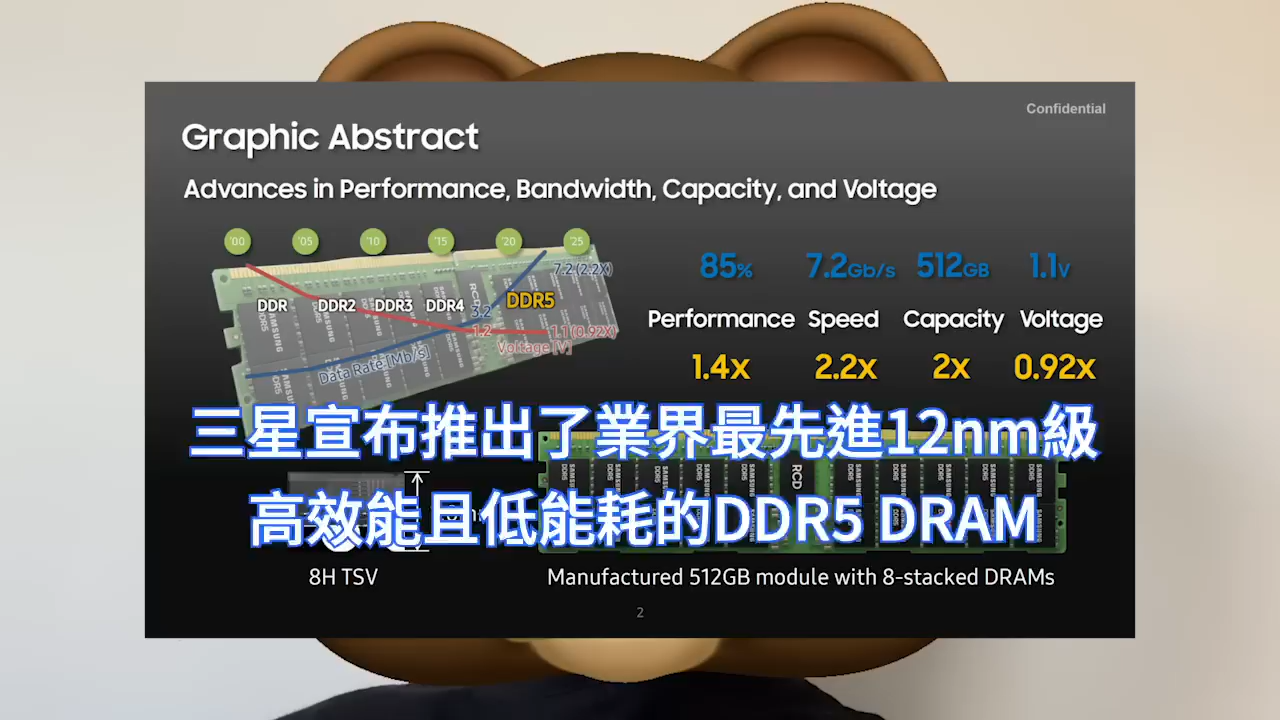 Confidential
Graphic Abstract
Advances in Performance, Bandwidth, Capacity, and Voltage
'00 '05 '10 '15 '20 '25
7.2(2.2X)
DDR DDR2 DDR3 DDR4 DDR5
RCD
3.2
1.2
1.1(0.92X)
Voltage [V]
Data Rate [Mb/s]
85% 7.2Gb/s 512GB 1.1V
Performance Speed Capacity Voltage
1.4x 2.2x 2x 0.92x
三星宣布推出了業界最先進12nm級
高效能且低能耗的DDR5 DRAM
RCD
SAMSUNG DDR5
8H TSV
Manufactured 512GB module with 8-stacked DRAMs
2